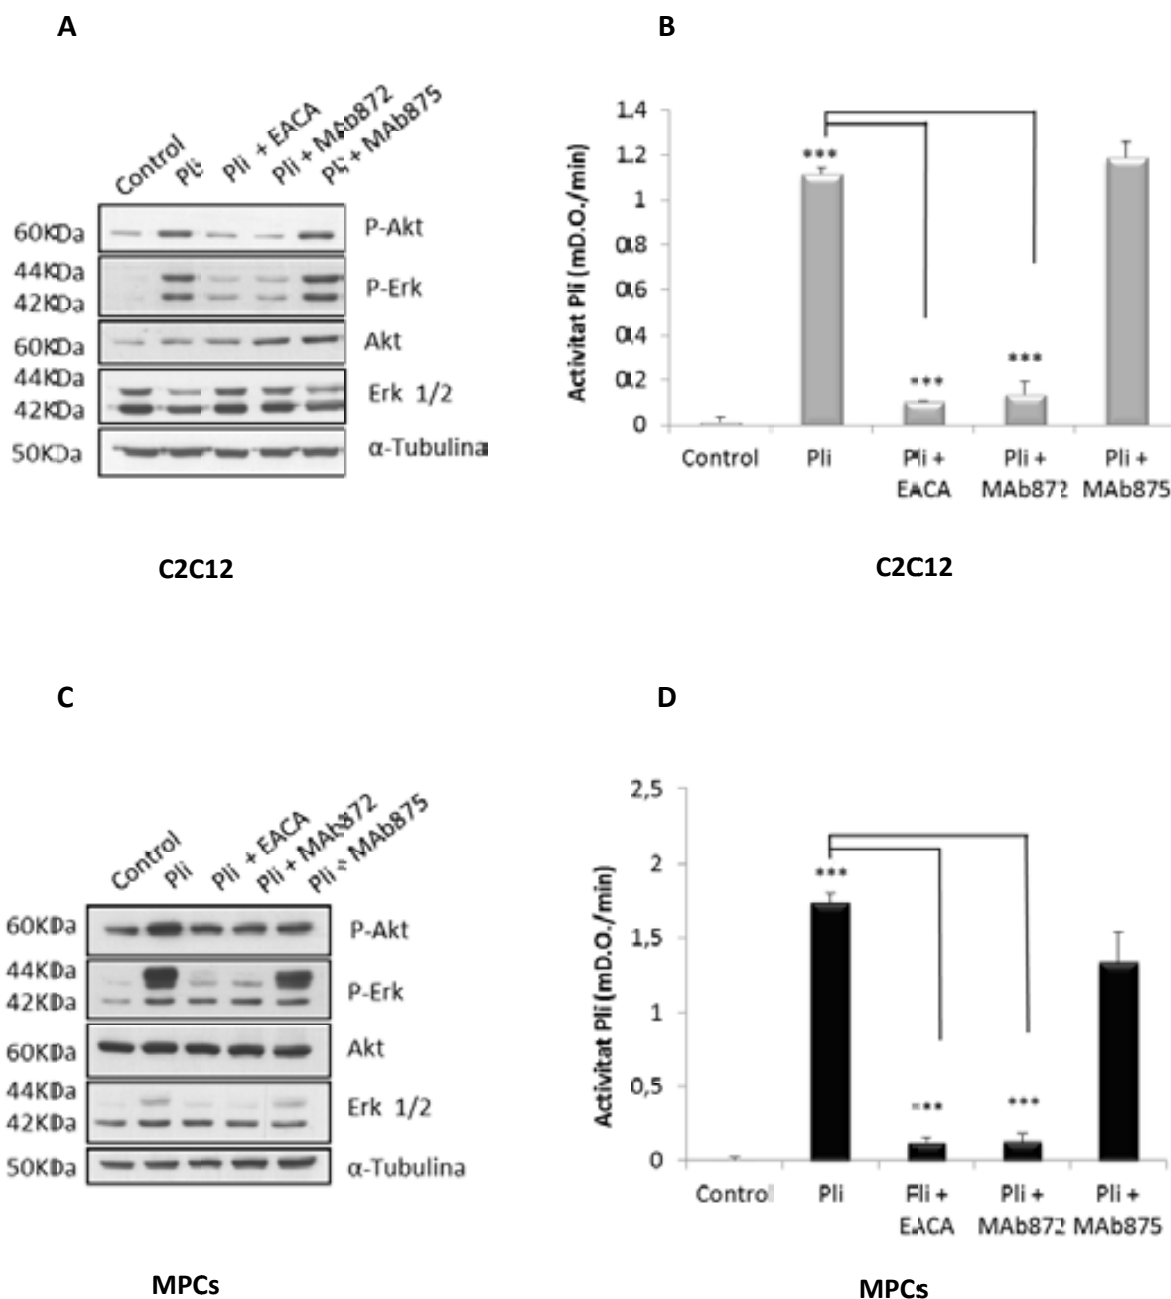 A
Control
Pli
Pli + EACA
Pli + MAb872
Pli + MAb875
60KDa
P-Akt
44KDa
42KDa
P-Erk
60KDa
Akt
44KDa
42KDa
Erk 1/2
50KDa
α-Tubulina
C2C12
B
Activitat Pli (mD.O./min)
1.4
1.2
1
0.8
0.6
0.4
0.2
0
***
***
***
Control
Pli
Pli +
EACA
Pli +
MAb872
Pli +
MAb875
C2C12
C
Control
Pli
Pli + EACA
Pli + MAb872
Pli + MAb875
60KDa
P-Akt
44KDa
42KDa
P-Erk
60KDa
Akt
44KDa
42KDa
Erk 1/2
50KDa
α-Tubulina
MPCs
D
Activitat Pli (mD.O./min)
2,5
2
1,5
1
0,5
0
***
***
***
Control
Pli
Pli +
EACA
Pli +
MAb872
Pli +
MAb875
MPCs